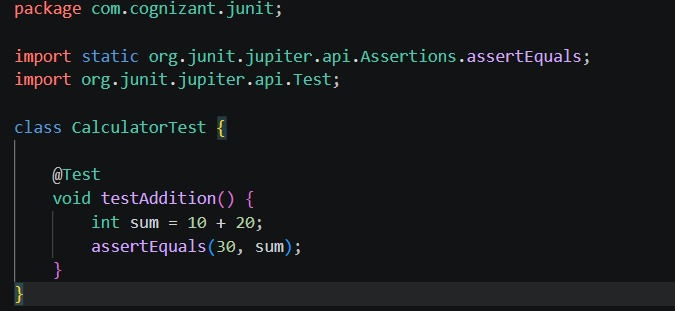 package com.cognizant.junit;

import static org.junit.jupiter.api.Assertions.assertEquals;
import org.junit.jupiter.api.Test;

class CalculatorTest {

    @Test
    void testAddition() {
        int sum = 10 + 20;
        assertEquals(30, sum);
    }
}